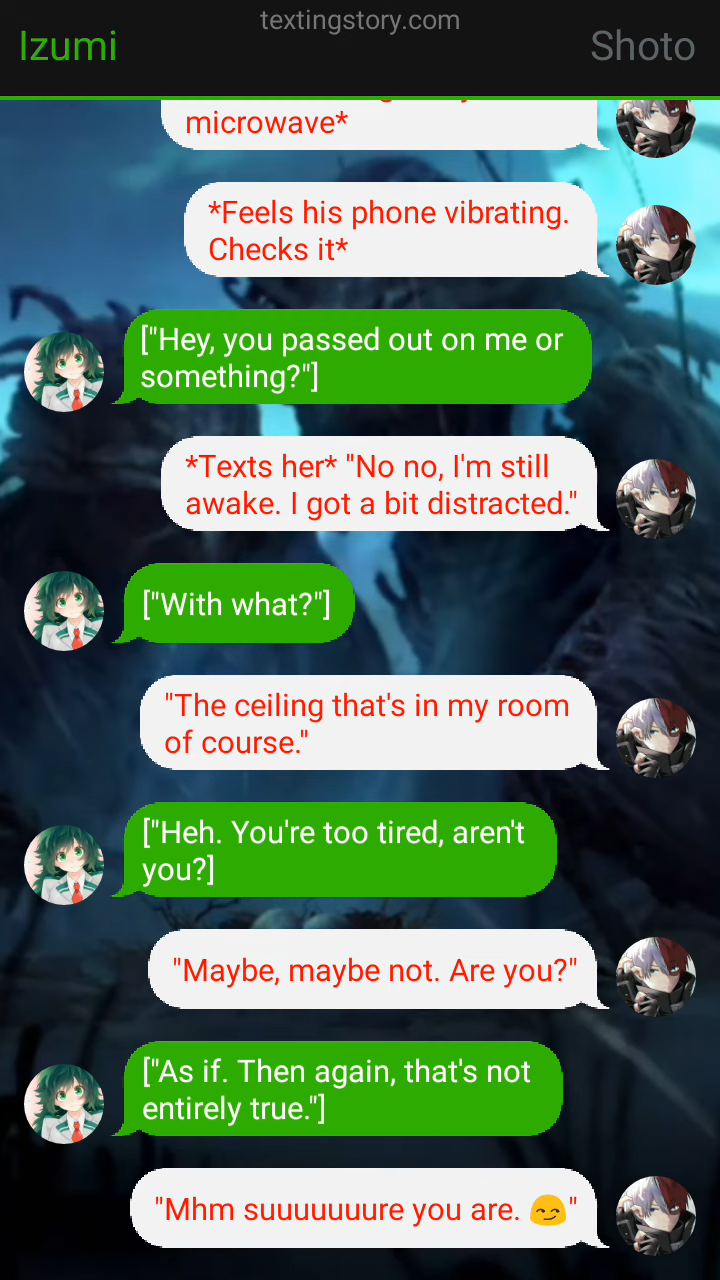 textingstory.com
Izumi
Shoto
microwave*
*Feels his phone vibrating.
Checks it*
["Hey, you passed out on me or
something?"]
*Texts her* "No no, I'm still
awake. I got a bit distracted."
["With what?"]
"The ceiling that's in my room
of course."
["Heh. You're too tired, aren't
you?]
"Maybe, maybe not. Are you?"
["As if. Then again, that's not
entirely true."]
"Mhm suuuuuuure you are. 😏"